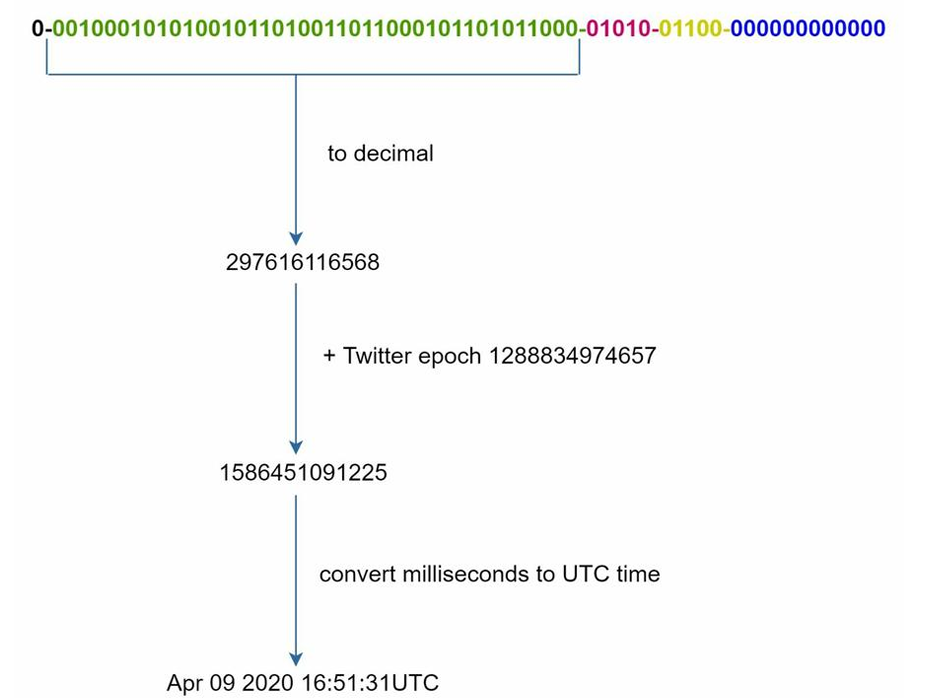 0-00100010101001011010011011000101101011000-01010-01100-000000000000
to decimal
297616116568
+ Twitter epoch 1288834974657
1586451091225
convert milliseconds to UTC time
Apr 09 2020 16:51:31UTC